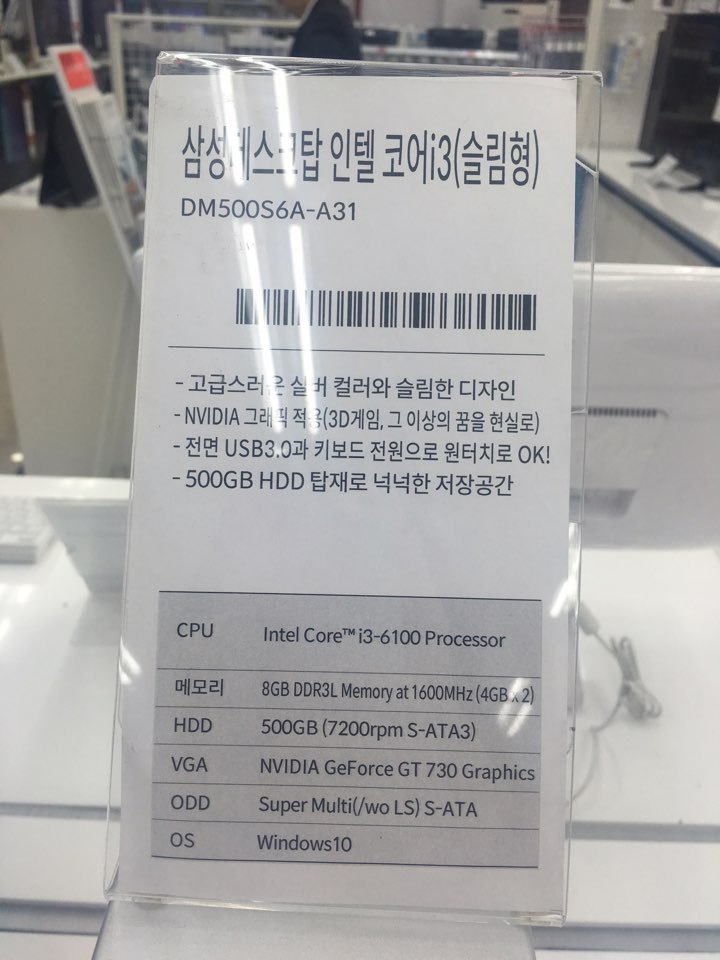 삼성데스크탑 인텔 코어i3(슬림형)
DM500S6A-A31
- 고급스러운 실버 컬러와 슬림한 디자인
- NVIDIA 그래픽 적용(3D게임, 그 이상의 꿈을 현실로)
- 전면 USB3.0과 키보드 전원으로 원터치로 OK!
- 500GB HDD 탑재로 넉넉한 저장공간
CPU Intel Core™ i3-6100 Processor
메모리 8GB DDR3L Memory at 1600MHz (4GB x 2)
HDD 500GB (7200rpm S-ATA3)
VGA NVIDIA GeForce GT 730 Graphics
ODD Super Multi(/wo LS) S-ATA
OS Windows10